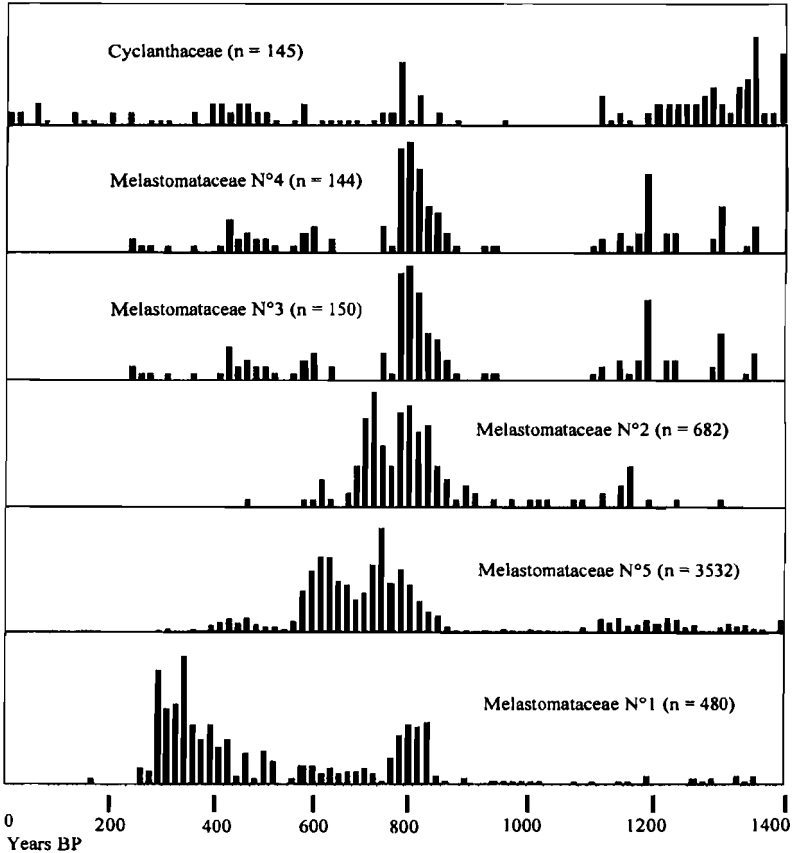 Cyclanthaceae (n = 145)
Melastomataceae N°4 (n = 144)
Melastomataceae N°3 (n = 150)
Melastomataceae N°2 (n = 682)
Melastomataceae N°5 (n = 3532)
Melastomataceae N°1 (n = 480)
0 200 400 600 800 1000 1200 1400
Years BP